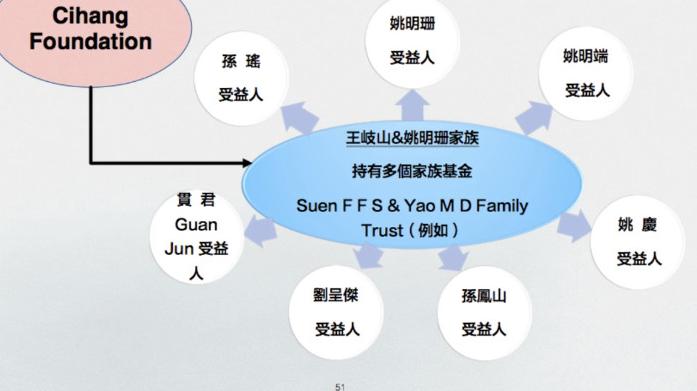 Cihang
Foundation
姚明珊
受益人
孫 瑤
受益人
姚明端
受益人
王岐山&姚明珊家族
持有多個家族基金
Suen F F S & Yao M D Family
Trust ( 例如 )
貫 君
Guan
Jun 受益
人
姚 慶
受益人
劉呈傑
受益人
孫鳳山
受益人
51